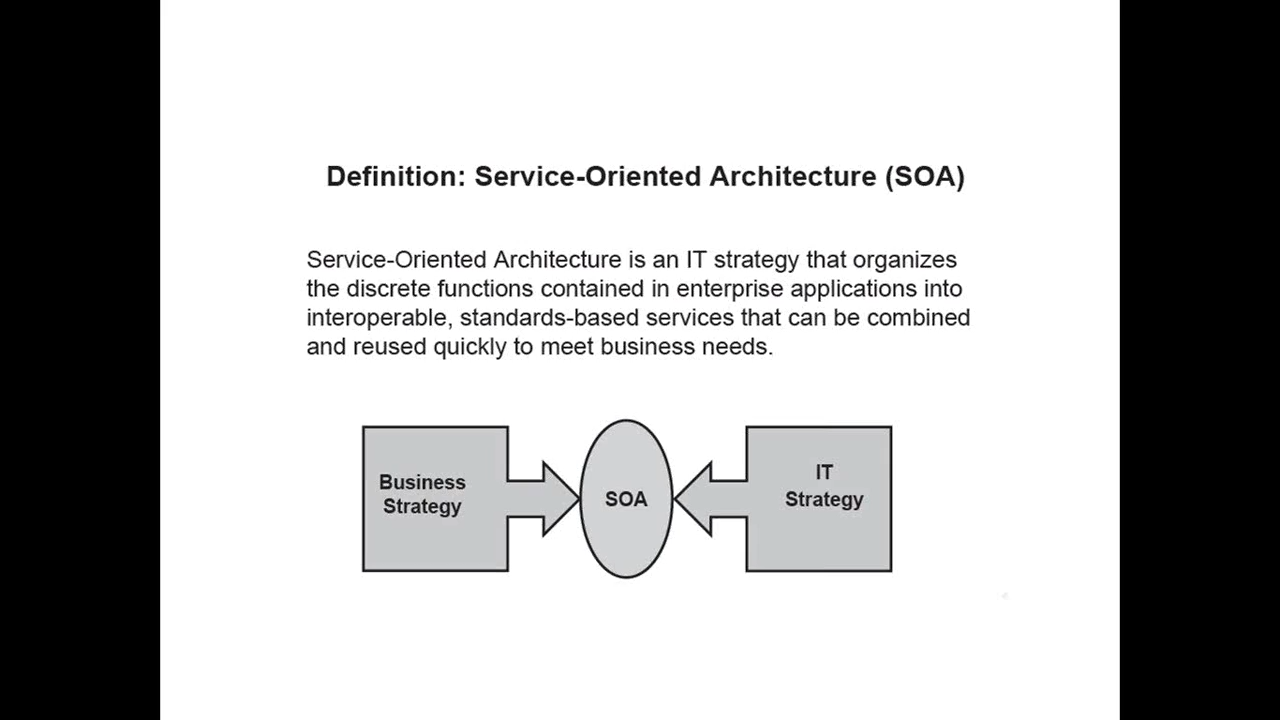 Definition: Service-Oriented Architecture (SOA)
Service-Oriented Architecture is an IT strategy that organizes
the discrete functions contained in enterprise applications into
interoperable, standards-based services that can be combined
and reused quickly to meet business needs.
Business
Strategy
SOA
IT
Strategy